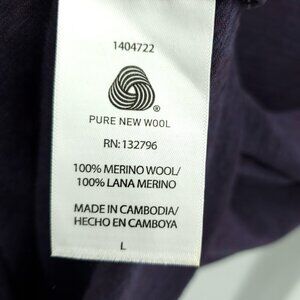 1404722
®
PURE NEW WOOL
RN:132796
100% MERINO WOOL/
100% LANA MERINO
MADE IN CAMBODIA/
HECHO EN CAMBOYA
L